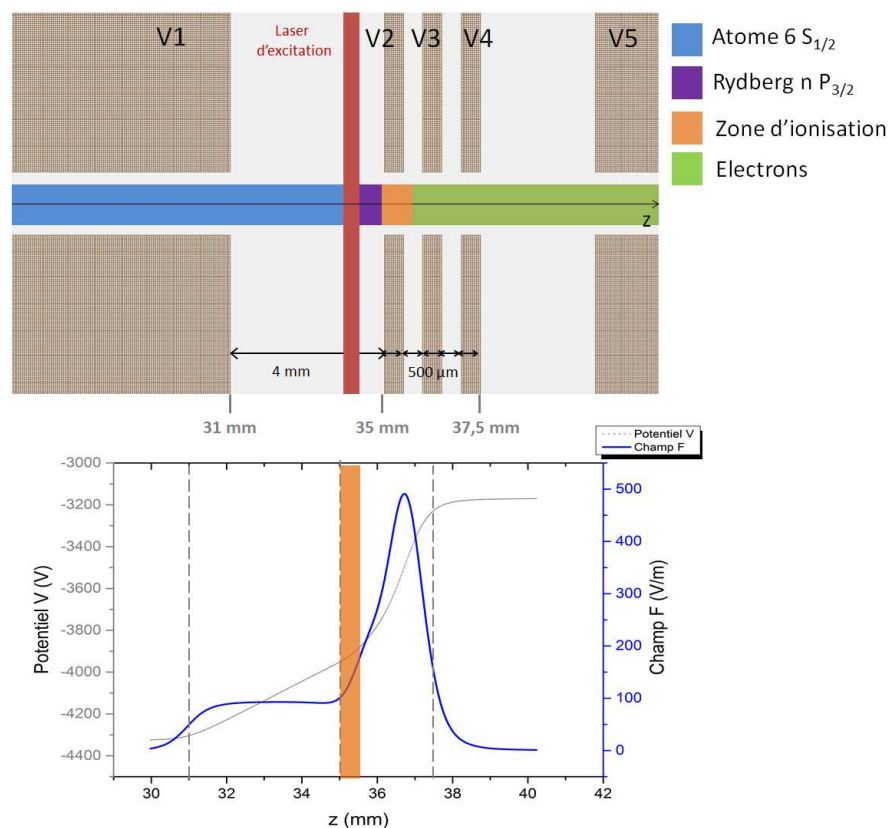 V1
Laser
d'excitation
V2
V3
V4
V5
Atome 6 S1/2
Rydberg n P3/2
Zone d'ionisation
Electrons
z
4 mm
500 µm
31 mm
35 mm
37,5 mm
Potentiel V
Champ F
-3000
-3200
-3400
-3600
-3800
-4000
-4200
-4400
Potentiel V (V)
500
400
300
200
100
0
Champ F (V/m)
30
32
34
36
38
40
42
z (mm)